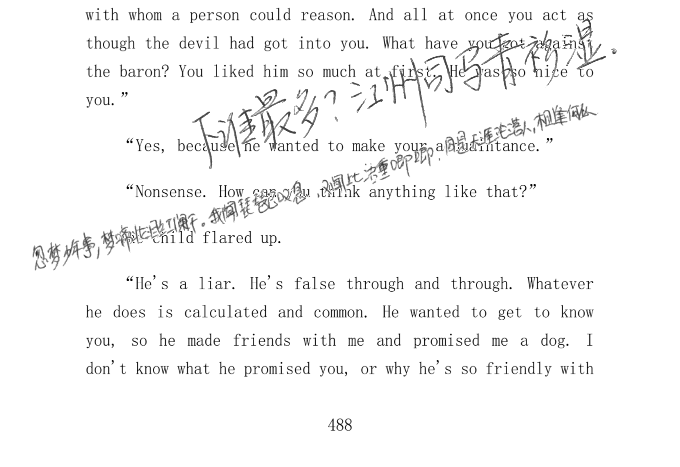 with whom a person could reason. And all at once you act as
though the devil had got into you. What have you got against
the baron? You liked him so much at first. He was so nice to
you.”
下谁最多？江州司马青衫湿。
“Yes, because he wanted to make your acquaintance.”
“Nonsense. How can you think anything like that?”
忽梦少年事，梦啼妆泪红阑干。我闻琵琶已叹息，又闻此语重唧唧。同是天涯沦落人，相逢何必
The child flared up.
“He's a liar. He's false through and through. Whatever
he does is calculated and common. He wanted to get to know
you, so he made friends with me and promised me a dog. I
don't know what he promised you, or why he's so friendly with
488